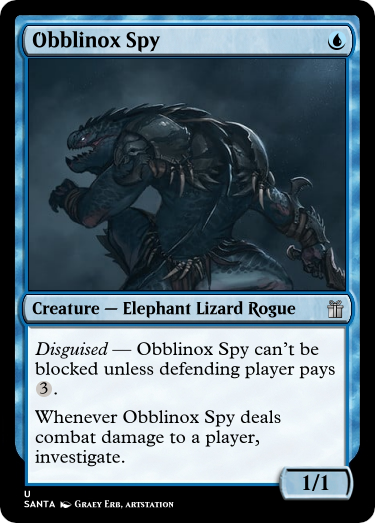 Obblinox Spy
Creature — Elephant Lizard Rogue
Disguised — Obblinox Spy can't be
blocked unless defending player pays
3.
Whenever Obblinox Spy deals
combat damage to a player,
investigate.
1/1
U
SANTA Graey Erb, artstation